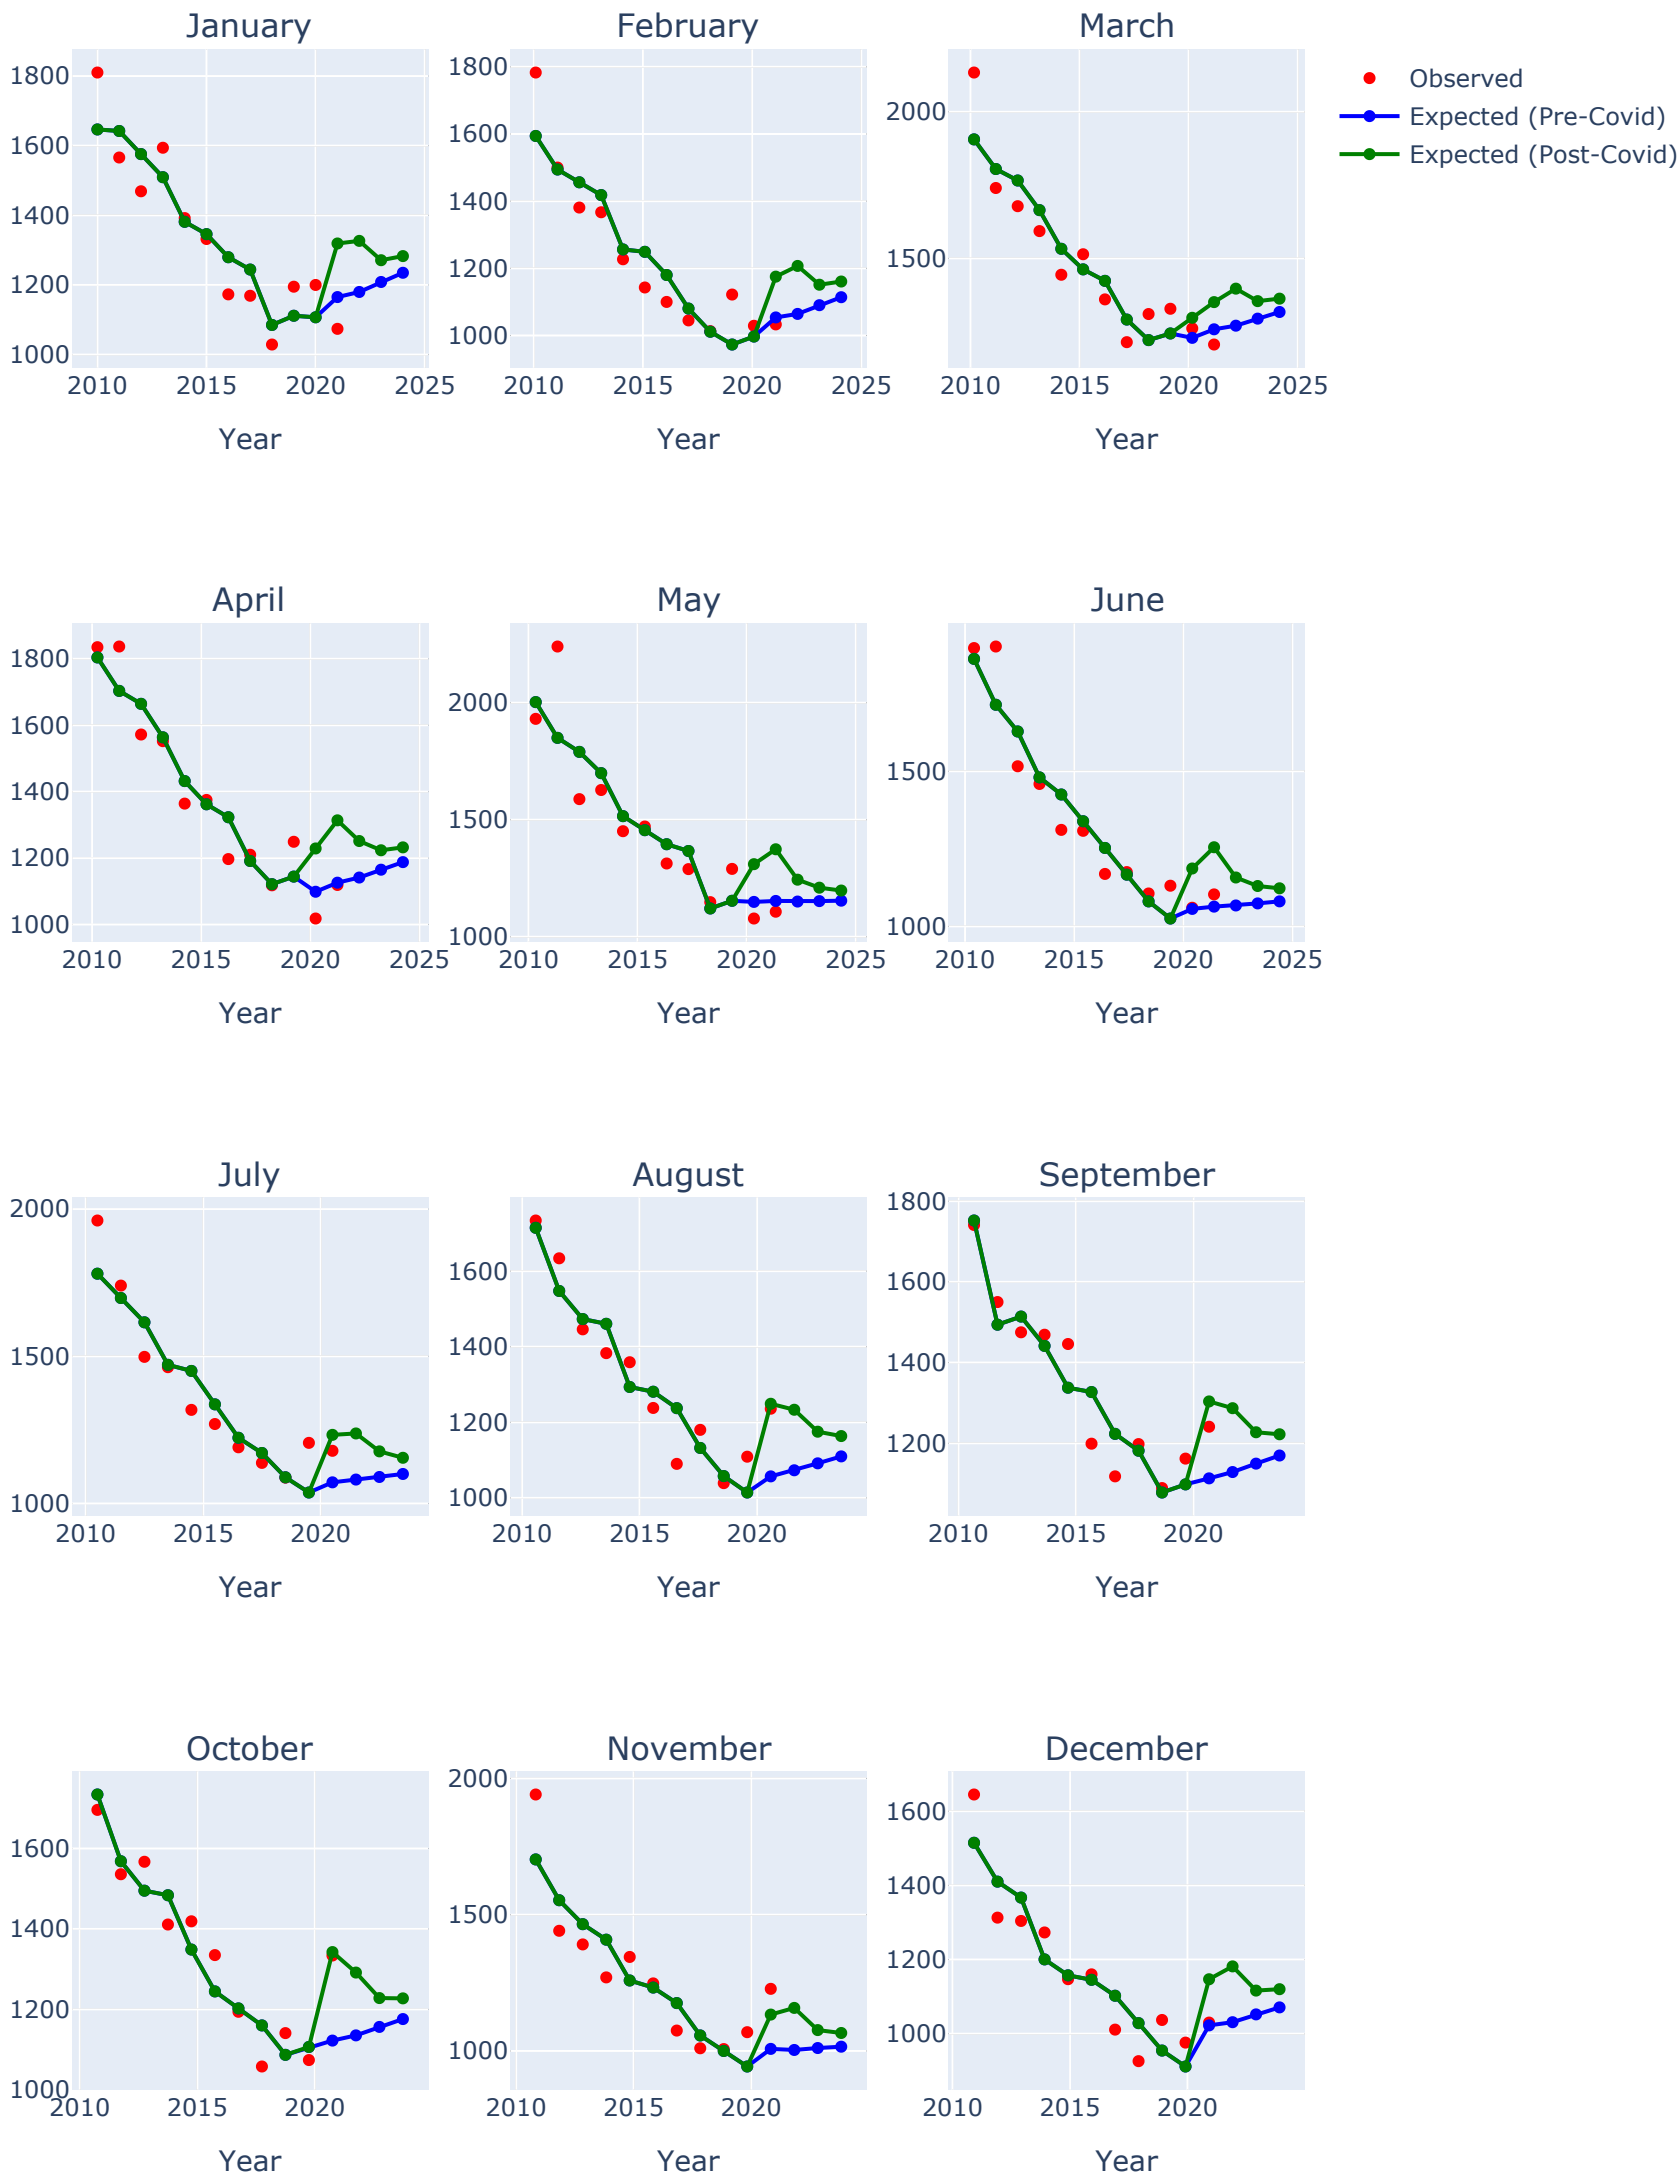 January February March
Observed
Expected (Pre-Covid)
Expected (Post-Covid)
1800 1600 1400 1200 1000
1800 1600 1400 1200 1000
2000 1500
2010 2015 2020 2025 2010 2015 2020 2025 2010 2015 2020 2025
Year Year Year
April May June
1800 1600 1400 1200 1000
2000 1500 1000
1500 1000
2010 2015 2020 2025 2010 2015 2020 2025 2010 2015 2020 2025
Year Year Year
July August September
2000 1500 1000
1600 1400 1200 1000
1800 1600 1400 1200
2010 2015 2020 2010 2015 2020 2010 2015 2020
Year Year Year
October November December
1600 1400 1200 1000
2000 1500 1000
1600 1400 1200 1000
2010 2015 2020 2010 2015 2020 2010 2015 2020
Year Year Year